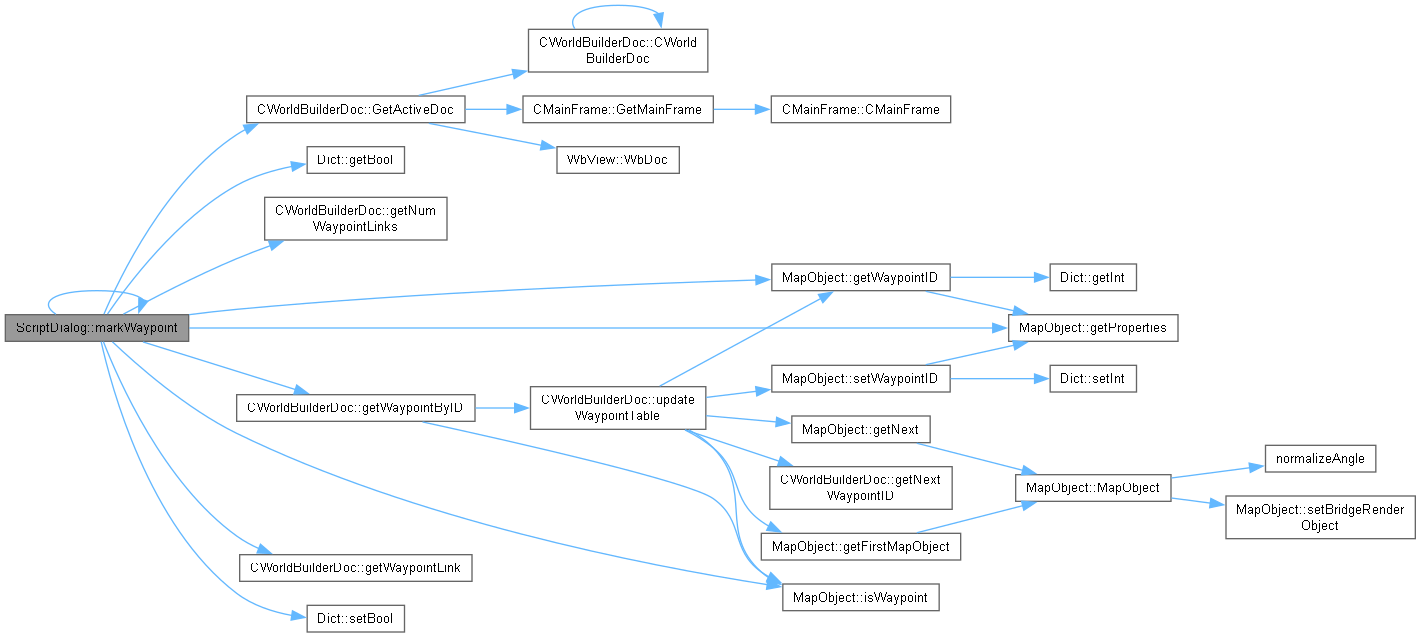 CWorldBuilderDoc::CWorld
BuilderDoc
CWorldBuilderDoc::GetActiveDoc
CMainFrame::GetMainFrame
CMainFrame::CMainFrame
Dict::getBool
WbView::WbDoc
CWorldBuilderDoc::getNum
WaypointLinks
MapObject::getWaypointID
Dict::getInt
ScriptDialog::markWaypoint
MapObject::getProperties
MapObject::setWaypointID
Dict::setInt
CWorldBuilderDoc::getWaypointByID
CWorldBuilderDoc::update
WaypointTable
MapObject::getNext
normalizeAngle
CWorldBuilderDoc::getNext
WaypointID
MapObject::MapObject
MapObject::setBridgeRender
Object
MapObject::getFirstMapObject
CWorldBuilderDoc::getWaypointLink
MapObject::isWaypoint
Dict::setBool